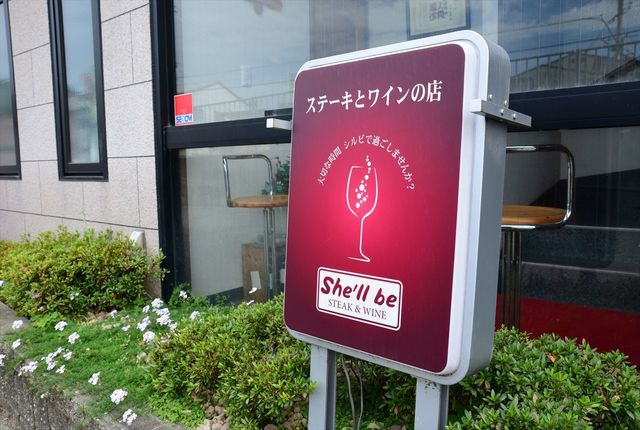 ステーキとワインの店
大切な時間 シルビで過ごしませんか?
She'll be
STEAK & WINE
SECOM